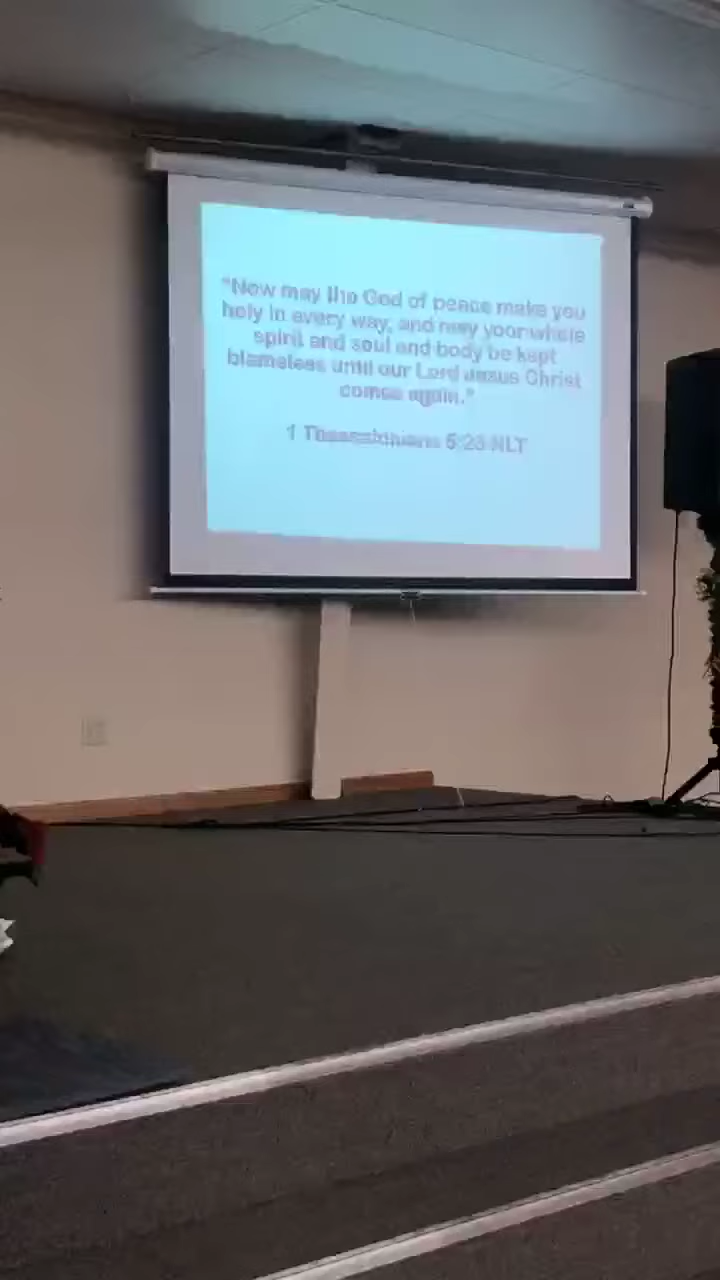 "Now may the God of peace make you
holy in every way, and may your whole
spirit and soul and body be kept
blameless until our Lord Jesus Christ
comes again."
1 Thessalonians 5:23 NLT